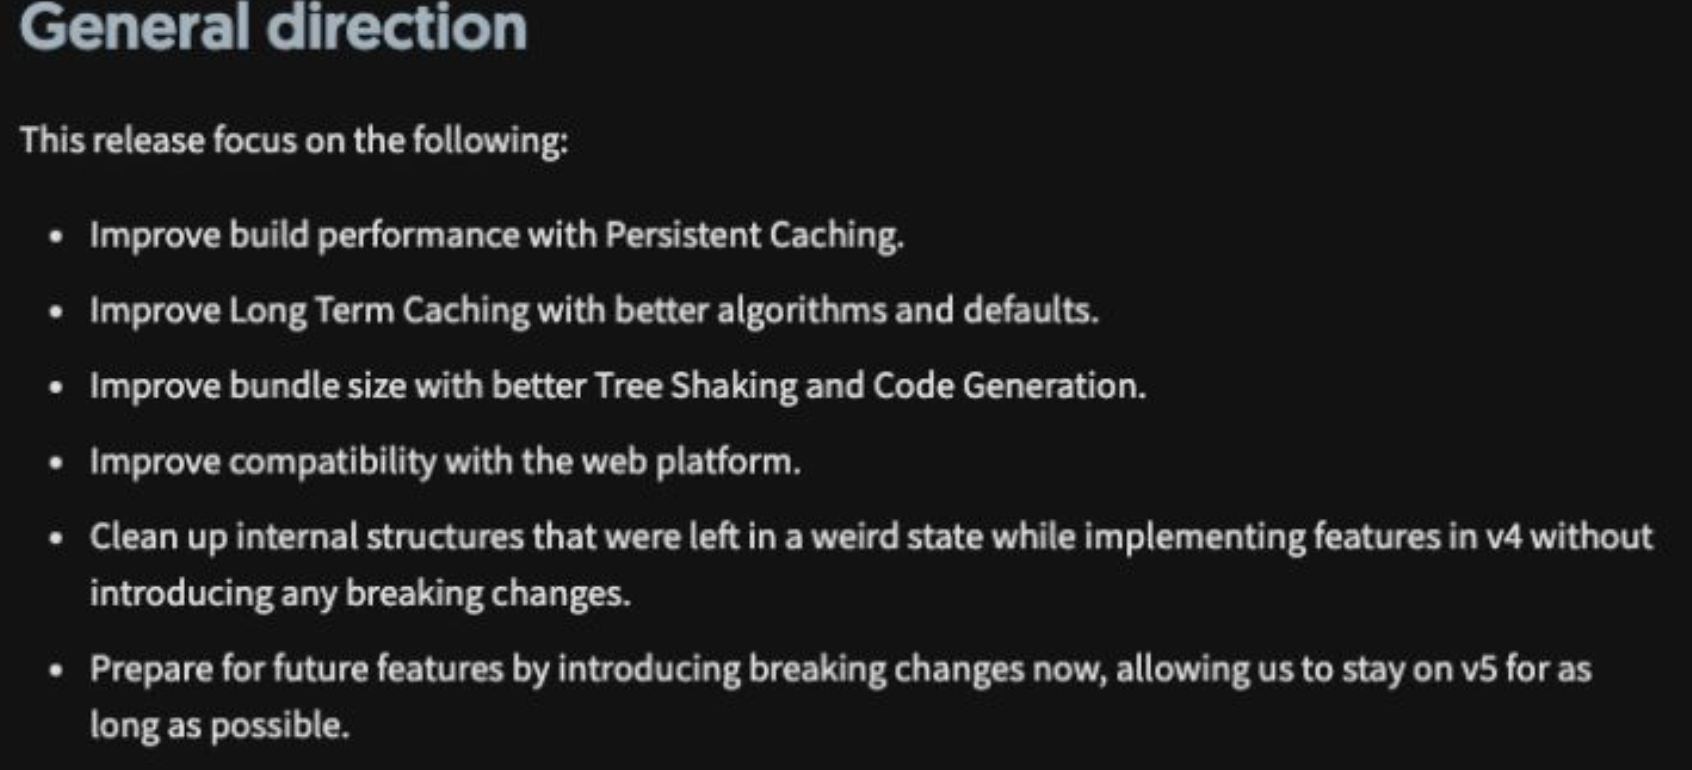 General direction
This release focus on the following:
• Improve build performance with Persistent Caching.
• Improve Long Term Caching with better algorithms and defaults.
• Improve bundle size with better Tree Shaking and Code Generation.
• Improve compatibility with the web platform.
• Clean up internal structures that were left in a weird state while implementing features in v4 without
introducing any breaking changes.
• Prepare for future features by introducing breaking changes now, allowing us to stay on v5 for as
long as possible.